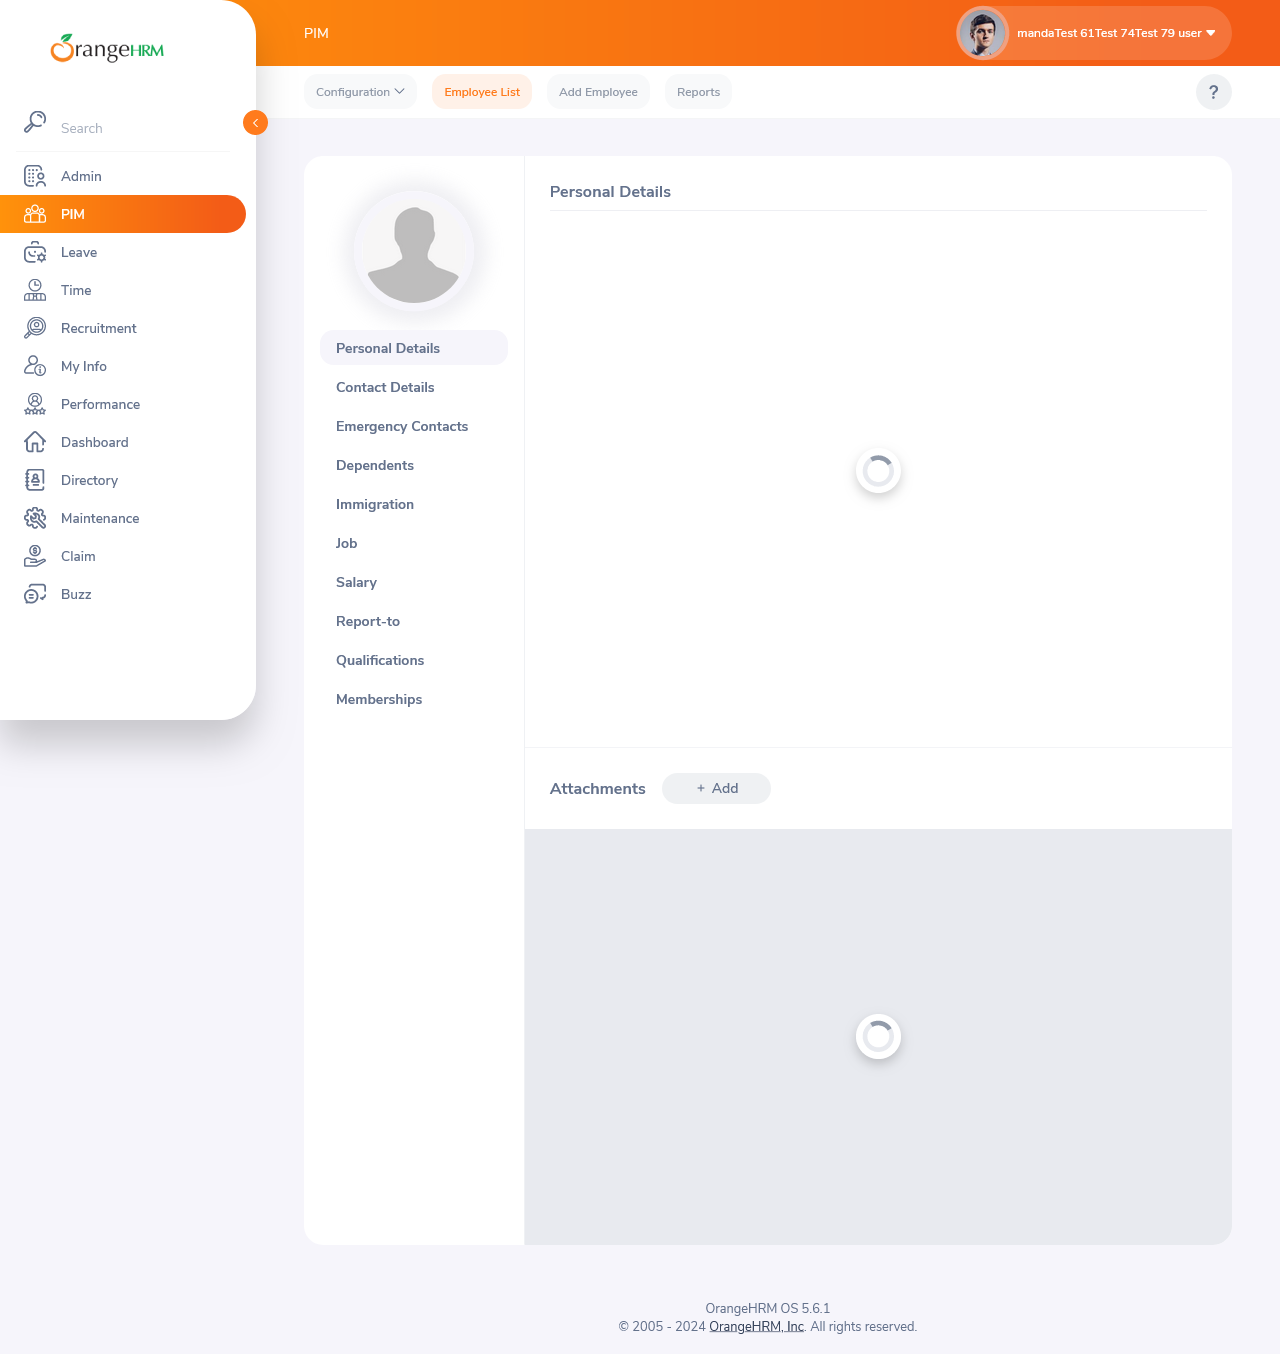 OrangeHRM
PIM
mandaTest 61Test 74Test 79 user
Configuration
Employee List
Add Employee
Reports
?
Search
Admin
PIM
Leave
Time
Recruitment
My Info
Performance
Dashboard
Directory
Maintenance
Claim
Buzz
Personal Details
Contact Details
Emergency Contacts
Dependents
Immigration
Job
Salary
Report-to
Qualifications
Memberships
Personal Details
Attachments
+ Add
OrangeHRM OS 5.6.1
© 2005 - 2024 OrangeHRM, Inc. All rights reserved.